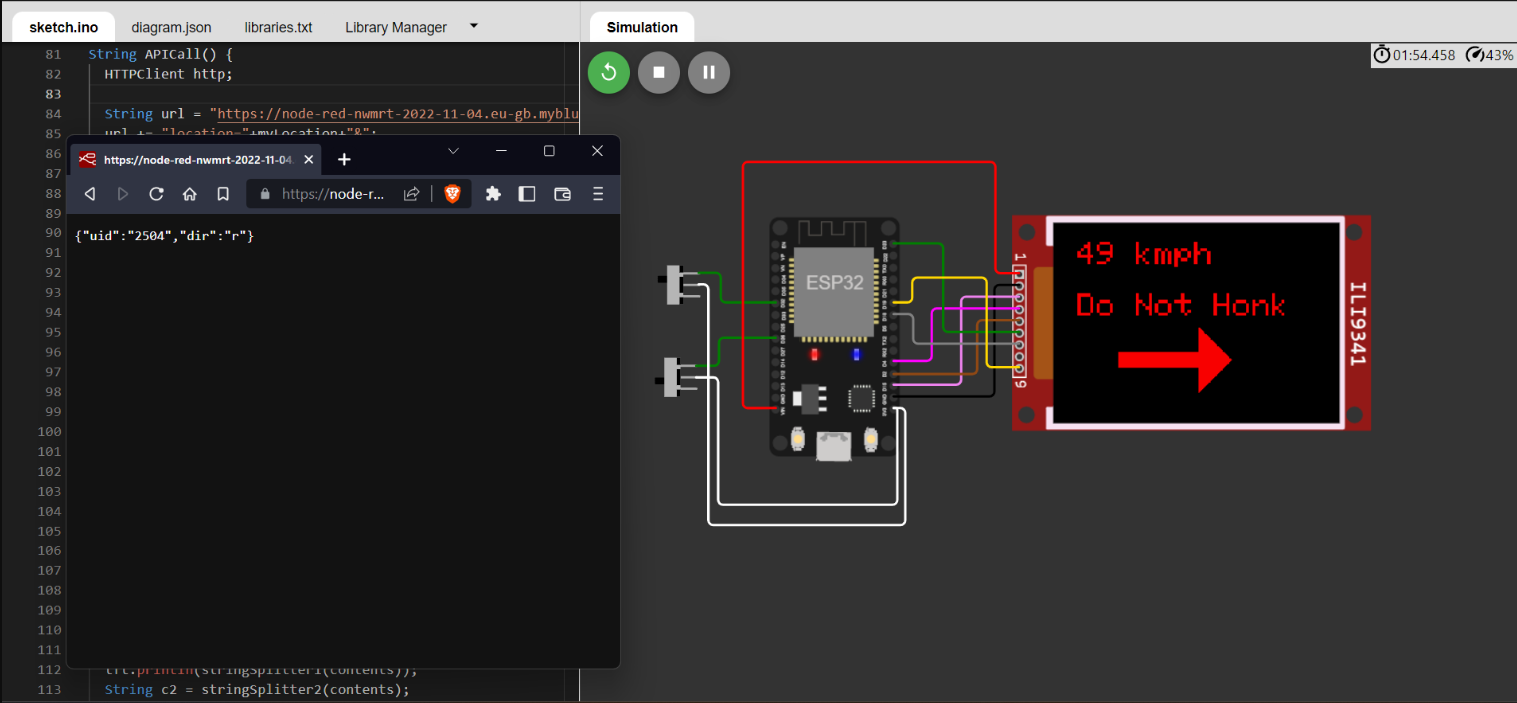 sketch.ino diagram.json libraries.txt Library Manager
Simulation
01:54.458 43%
81 String APICall() {
82 HTTPClient http;
83
84 String url = "https://node-red-nwmrt-2022-11-04.eu-gb.myblu
85 url += "location="+myLocation+"&";
86
87
88
89
90
91
92
93
94
95
96
97
98
99
100
101
102
103
104
105
106
107
108
109
110
111
112 tft.println(stringSplitter1(contents));
113 String c2 = stringSplitter2(contents);
https://node-red-nwmrt-2022-11-04.
https://node-r...
{"uid":"2504","dir":"r"}
ESP32
1
9
49 kmph
Do Not Honk
ILI9341